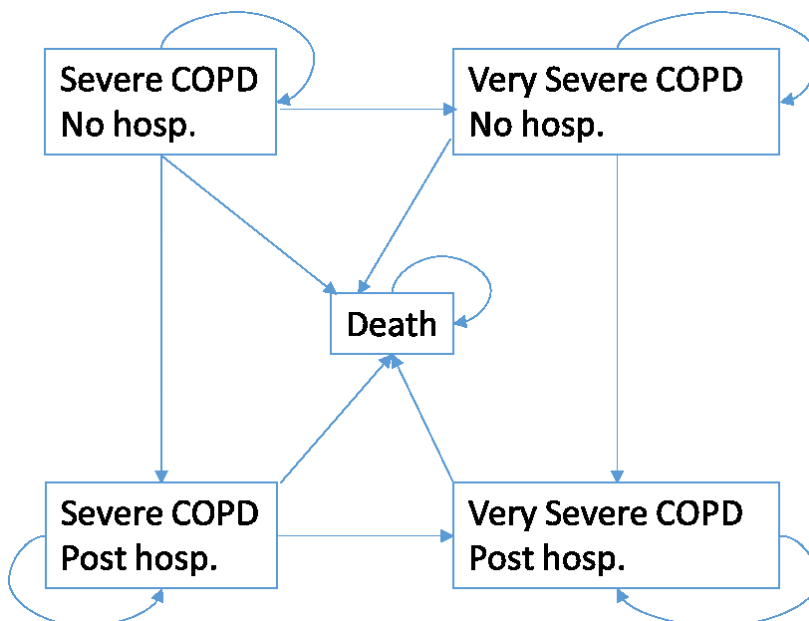 Severe COPD
No hosp.
Very Severe COPD
No hosp.
Death
Severe COPD
Post hosp.
Very Severe COPD
Post hosp.